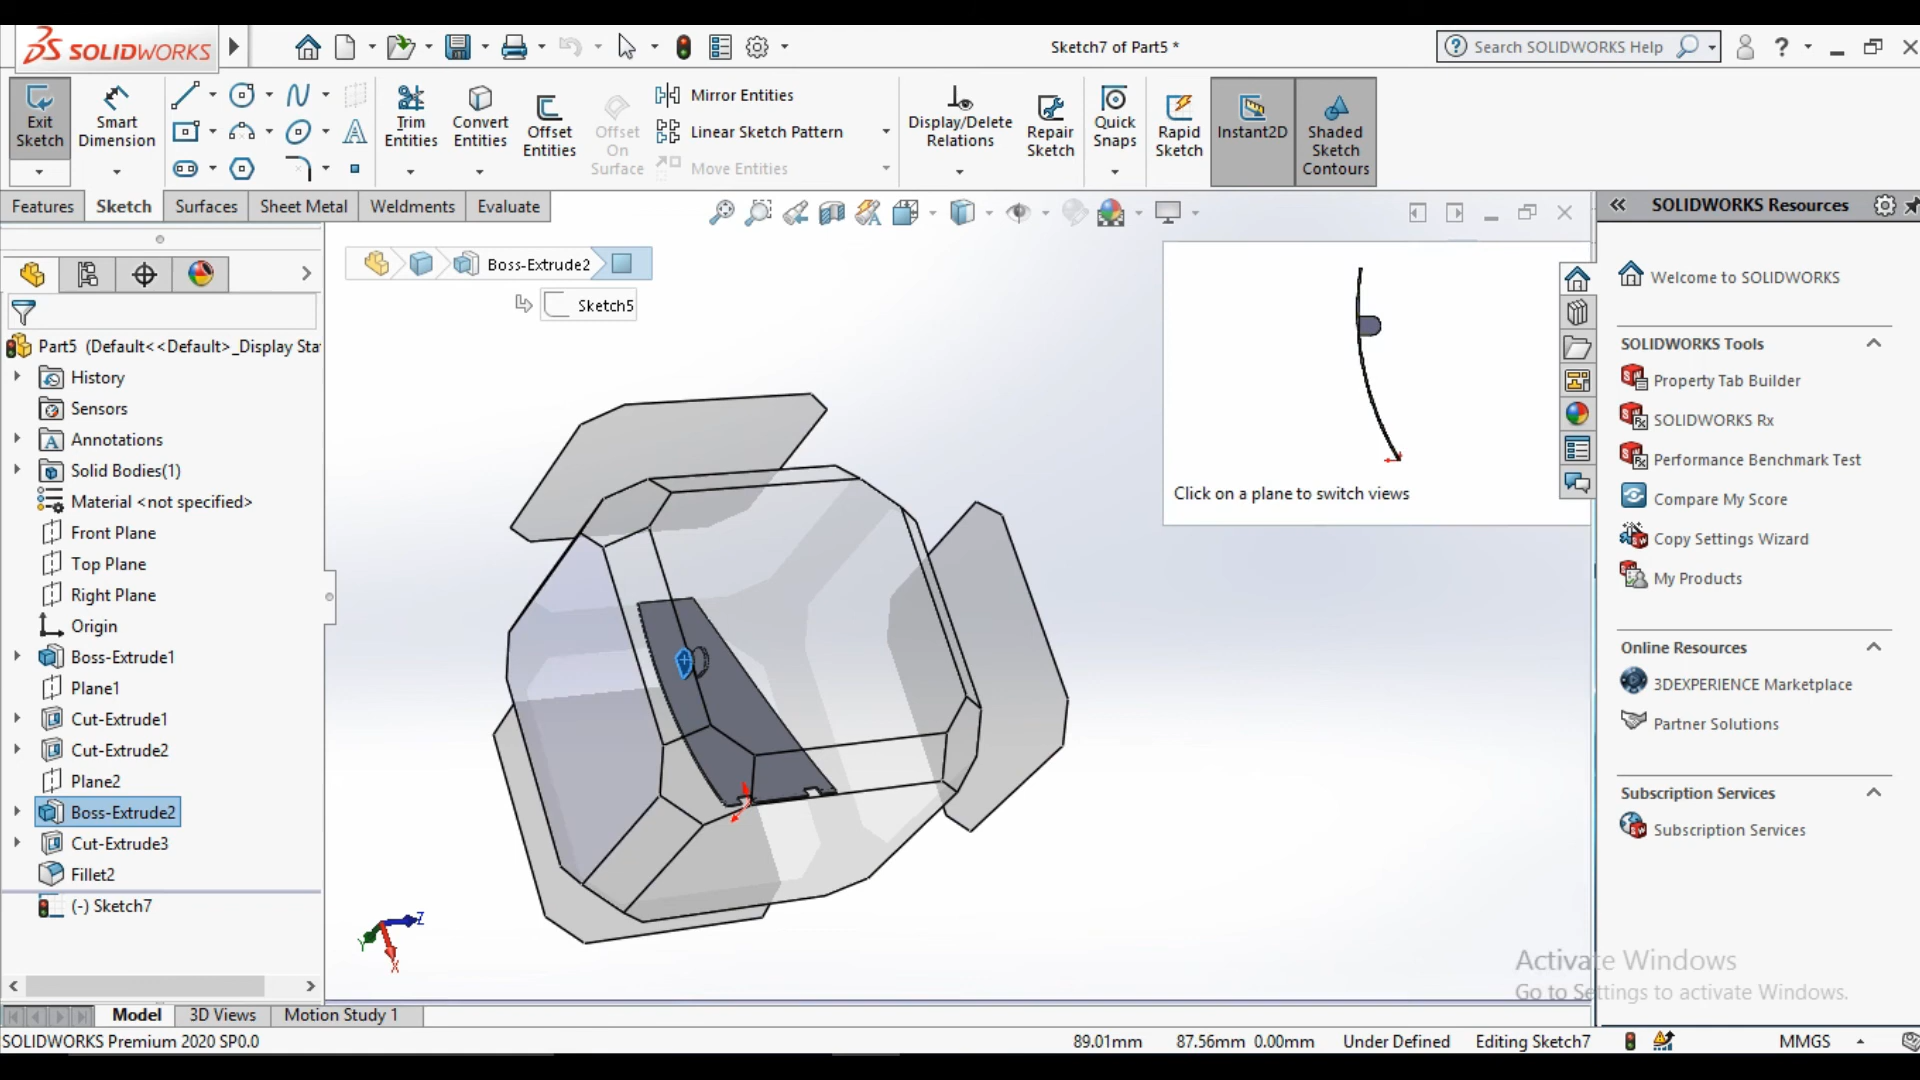 SOLIDWORKS
Sketch7 of Part5 *
Search SOLIDWORKS Help
Exit Sketch
Smart Dimension
Trim Entities
Convert Entities
Offset Entities
Offset On Surface
Mirror Entities
Linear Sketch Pattern
Move Entities
Display/Delete Relations
Repair Sketch
Quick Snaps
Rapid Sketch
Instant2D
Shaded Sketch Contours
Features
Sketch
Surfaces
Sheet Metal
Weldments
Evaluate
SOLIDWORKS Resources
Boss-Extrude2
Sketch5
Click on a plane to switch views
Part5 (Default<<Default>_Display Sta
History
Sensors
Annotations
Solid Bodies(1)
Material <not specified>
Front Plane
Top Plane
Right Plane
Origin
Boss-Extrude1
Plane1
Cut-Extrude1
Cut-Extrude2
Plane2
Boss-Extrude2
Cut-Extrude3
Fillet2
(-) Sketch7
Z
Y
X
Welcome to SOLIDWORKS
SOLIDWORKS Tools
Property Tab Builder
SOLIDWORKS Rx
Performance Benchmark Test
Compare My Score
Copy Settings Wizard
My Products
Online Resources
3DEXPERIENCE Marketplace
Partner Solutions
Subscription Services
Subscription Services
Activate Windows
Go to Settings to activate Windows.
Model
3D Views
Motion Study 1
SOLIDWORKS Premium 2020 SP0.0
89.01mm
87.56mm 0.00mm
Under Defined
Editing Sketch7
MMGS